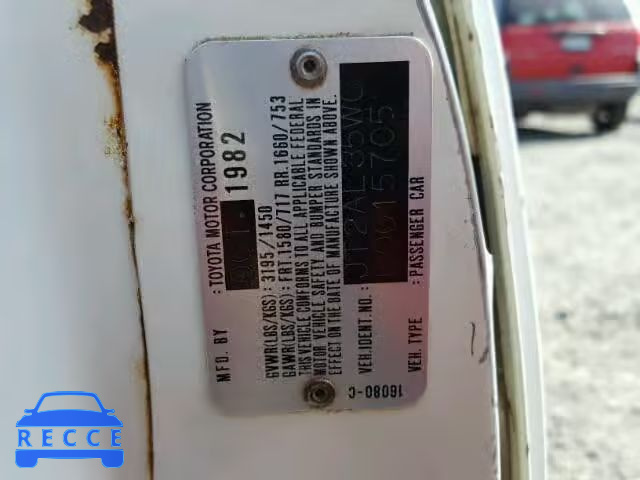 MFD. BY : TOYOTA MOTOR CORPORATION
OCT. 1982
GVWR(LBS/KGS): 3195/1450
GAWR(LBS/KGS): FRT.1580/717 RR.1660/753
THIS VEHICLE CONFORMS TO ALL APPLICABLE FEDERAL
MOTOR VEHICLE SAFETY AND BUMPER STANDARDS IN
EFFECT ON THE DATE OF MANUFACTURE SHOWN ABOVE.
VEH.IDENT.NO. :
VEH. TYPE : PASSENGER CAR
16080-C
RECCE